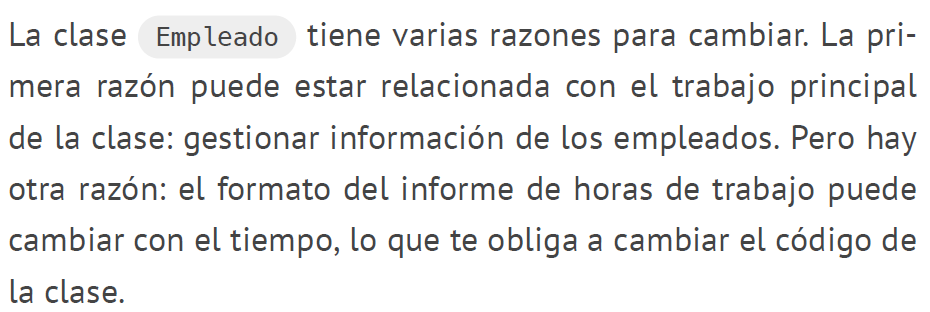 La clase Empleado tiene varias razones para cambiar. La pri-
mera razón puede estar relacionada con el trabajo principal
de la clase: gestionar información de los empleados. Pero hay
otra razón: el formato del informe de horas de trabajo puede
cambiar con el tiempo, lo que te obliga a cambiar el código de
la clase.